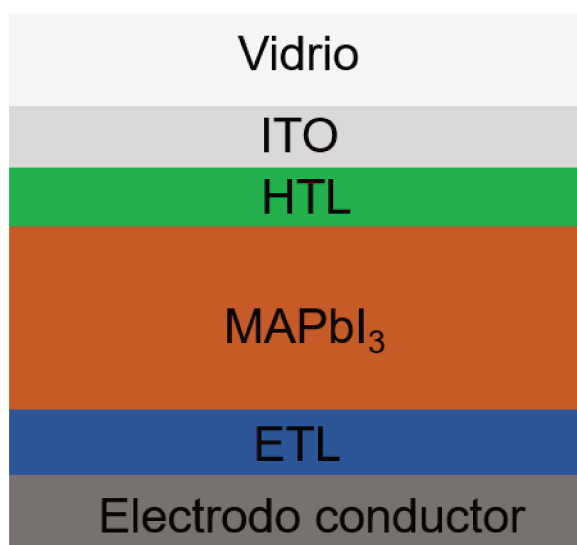 Vidrio
ITO
HTL
MAPbI₃
ETL
Electrodo conductor